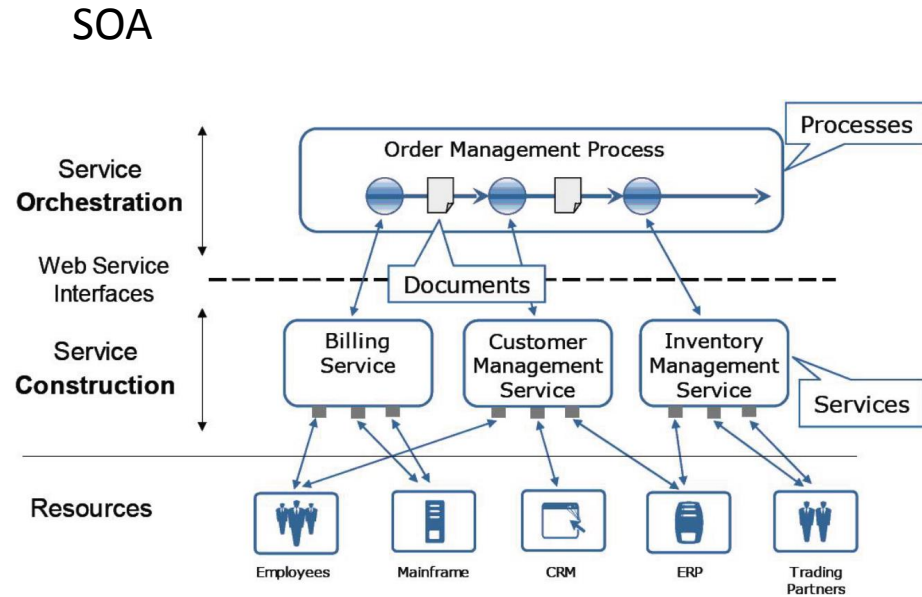 SOA
Processes
Order Management Process
Service
Orchestration
Web Service
Interfaces
Documents
Service
Construction
Billing
Service
Customer
Management
Service
Inventory
Management
Service
Services
Resources
Employees
Mainframe
CRM
ERP
Trading
Partners